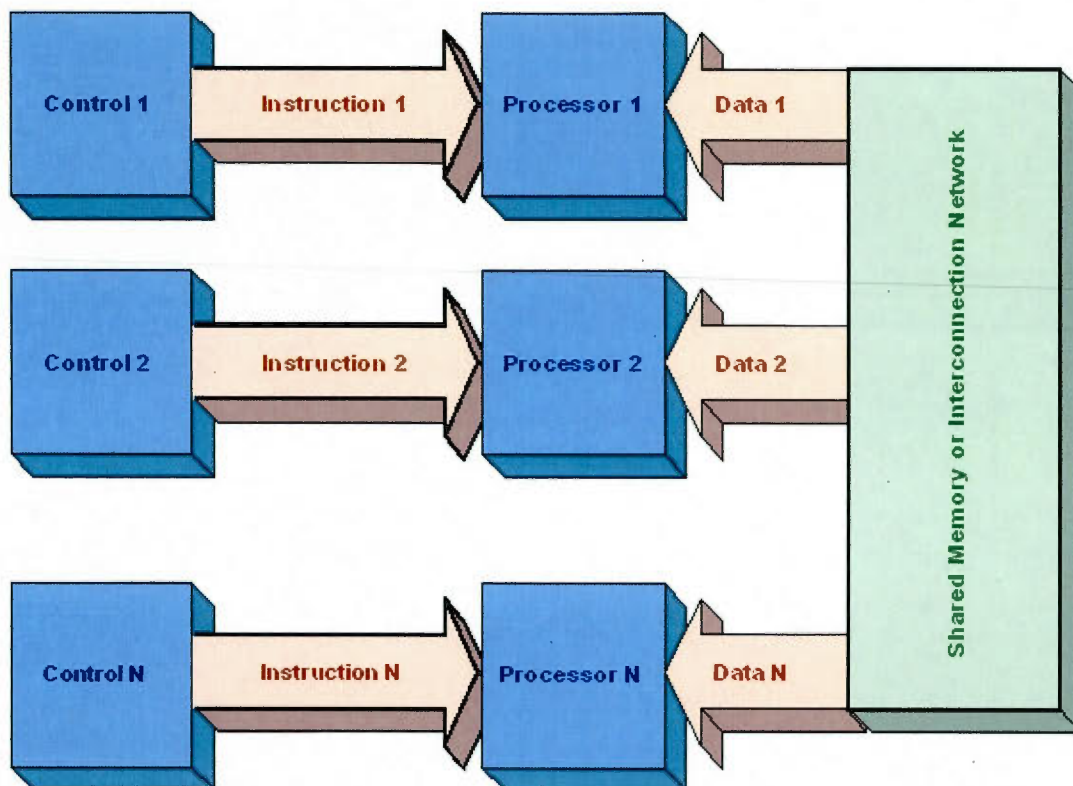 Control 1
Instruction 1
Processor 1
Data 1
Control 2
Instruction 2
Processor 2
Data 2
Control N
Instruction N
Processor N
Data N
Shared Memory or Interconnection Network